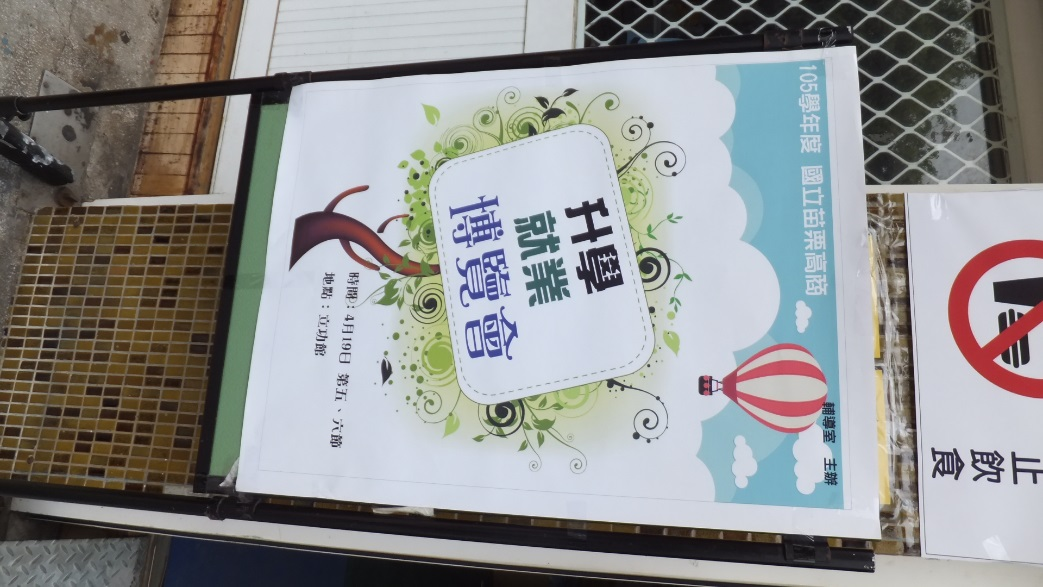 105學年度 國立苗栗高商
輔導室 主辦
升學
就業
博覽會
時間：4月19日 第五、六節
地點：立功館
止飲食